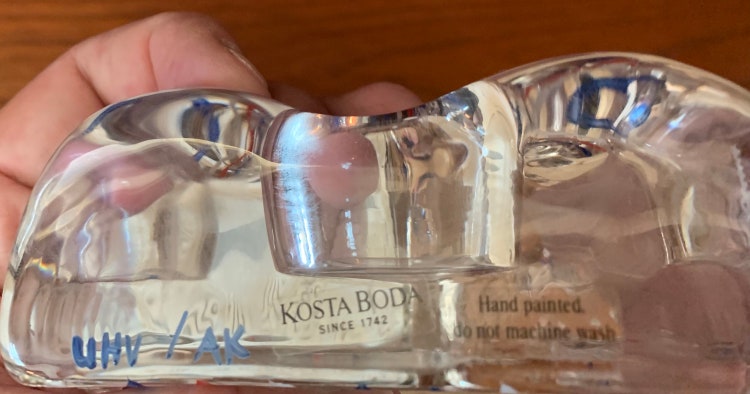 UHV / AK
KOSTA BODA
SINCE 1742
Hand painted.
do not machine wash